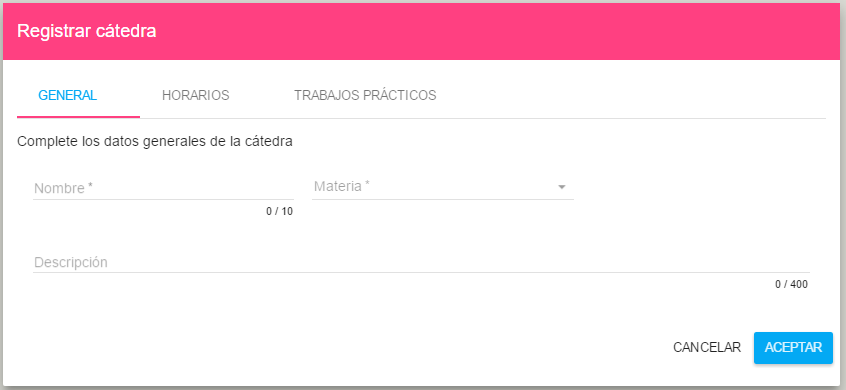 Registrar cátedra
GENERAL HORARIOS TRABAJOS PRÁCTICOS
Complete los datos generales de la cátedra
Nombre * Materia *
0 / 10
Descripción
0 / 400
CANCELAR ACEPTAR